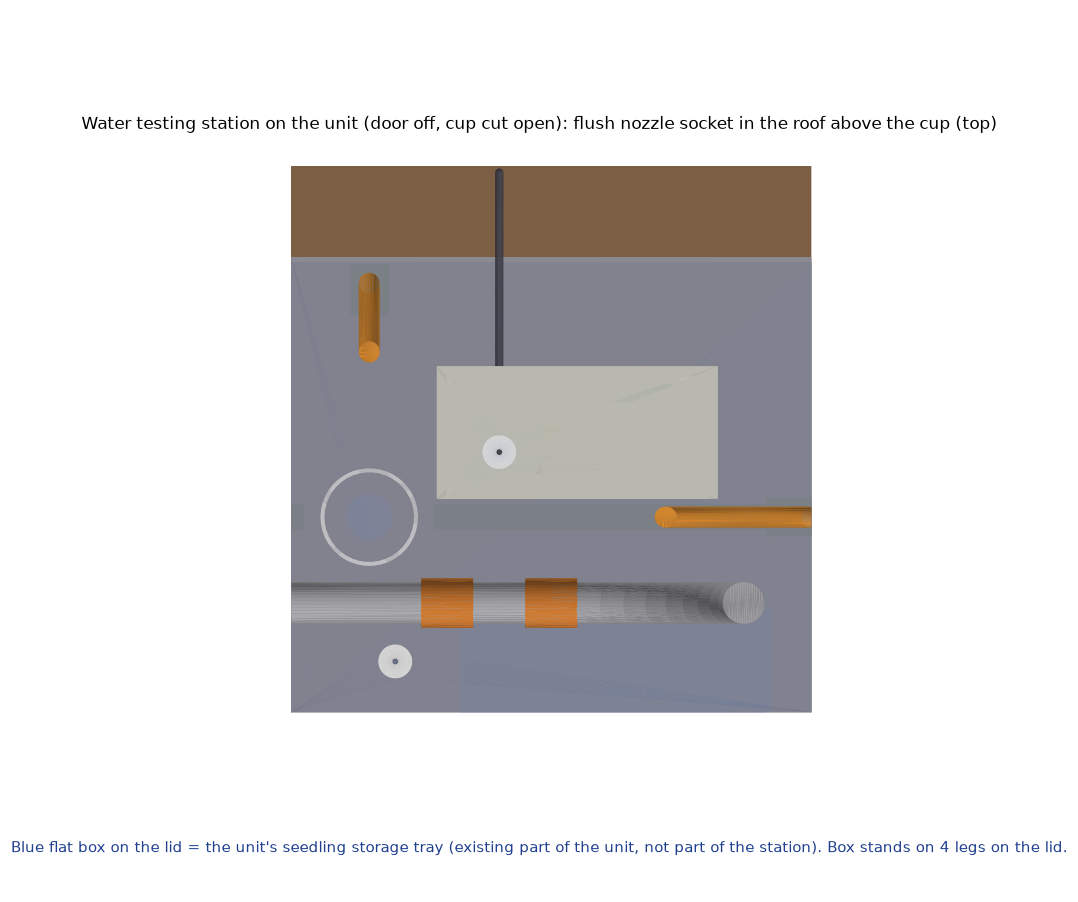 Water testing station on the unit (door off, cup cut open): flush nozzle socket in the roof above the cup (top)
Blue flat box on the lid = the unit's seedling storage tray (existing part of the unit, not part of the station). Box stands on 4 legs on the lid.